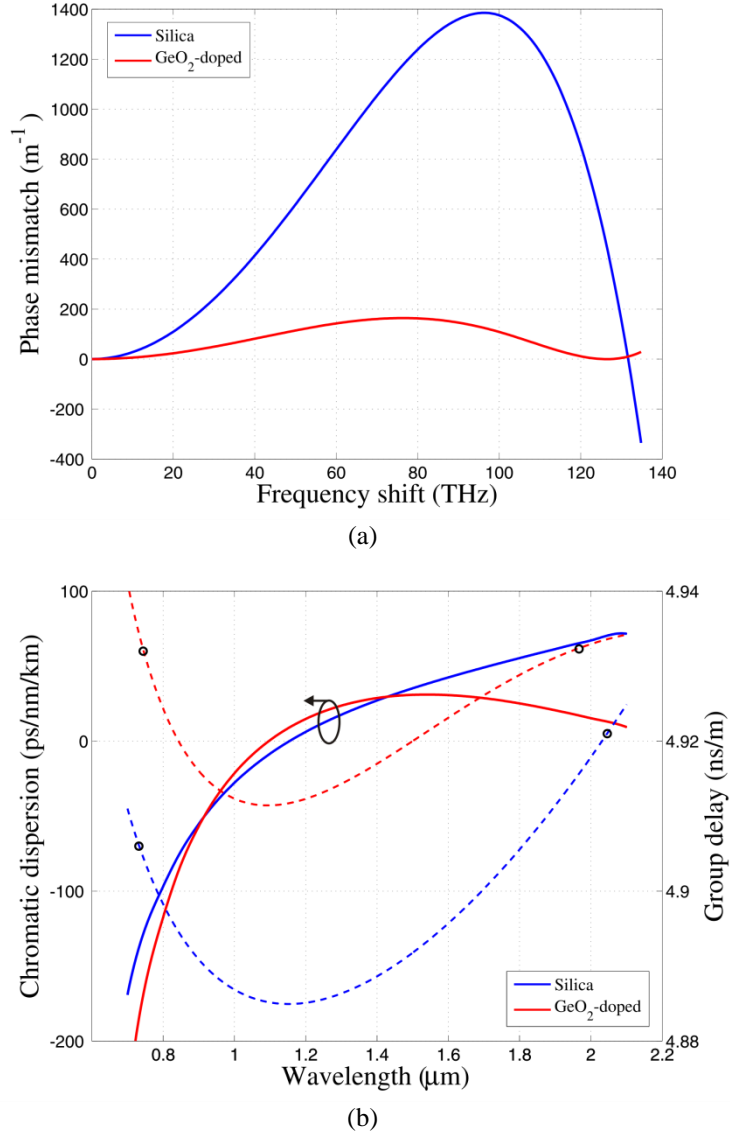 1400
1200
1000
800
600
400
200
0
-200
-400
Phase mismatch (m⁻¹)
Silica
GeO₂-doped
0 20 40 60 80 100 120 140
Frequency shift (THz)
(a)
100
0
-100
-200
Chromatic dispersion (ps/nm/km)
4.94
4.92
4.9
4.88
Group delay (ns/m)
Silica
GeO₂-doped
0.8 1 1.2 1.4 1.6 1.8 2 2.2
Wavelength (μm)
(b)